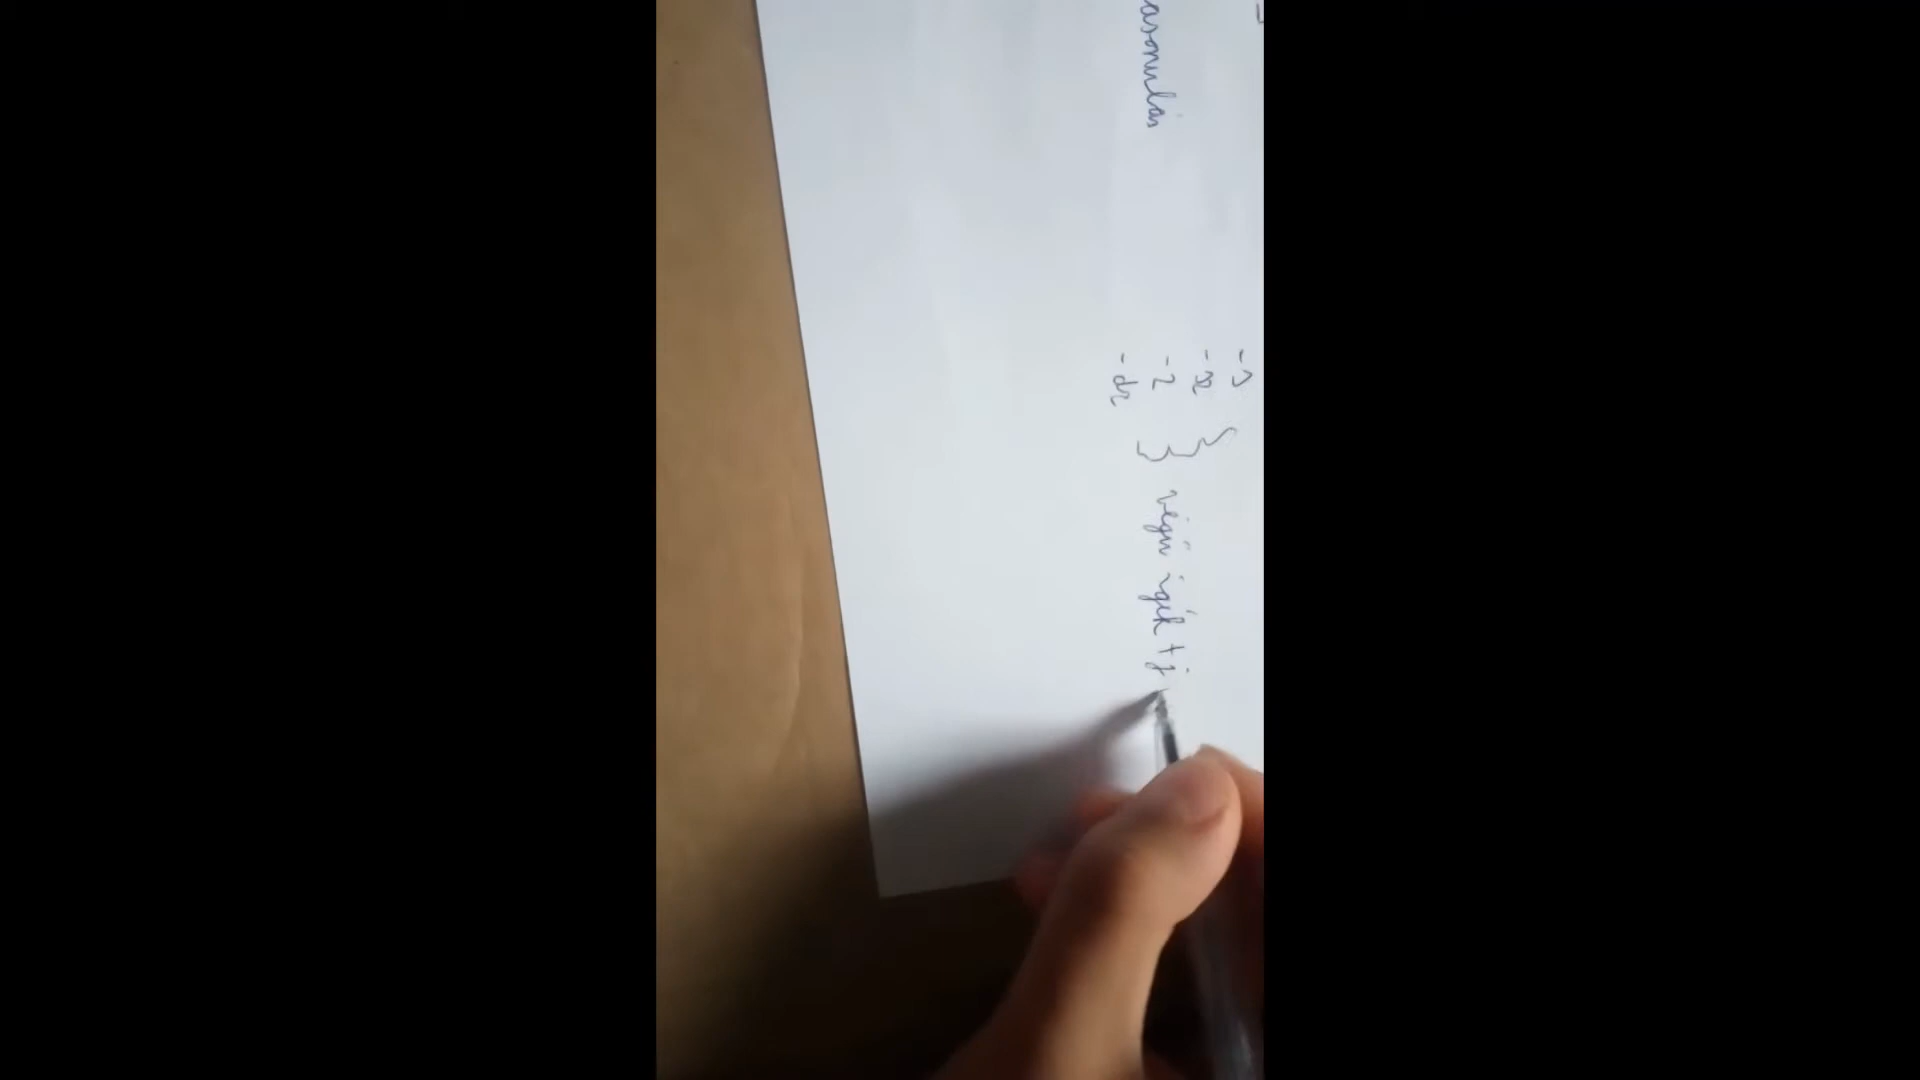 -s
-sz
-z
-dz
} végű igék + j
asonulás